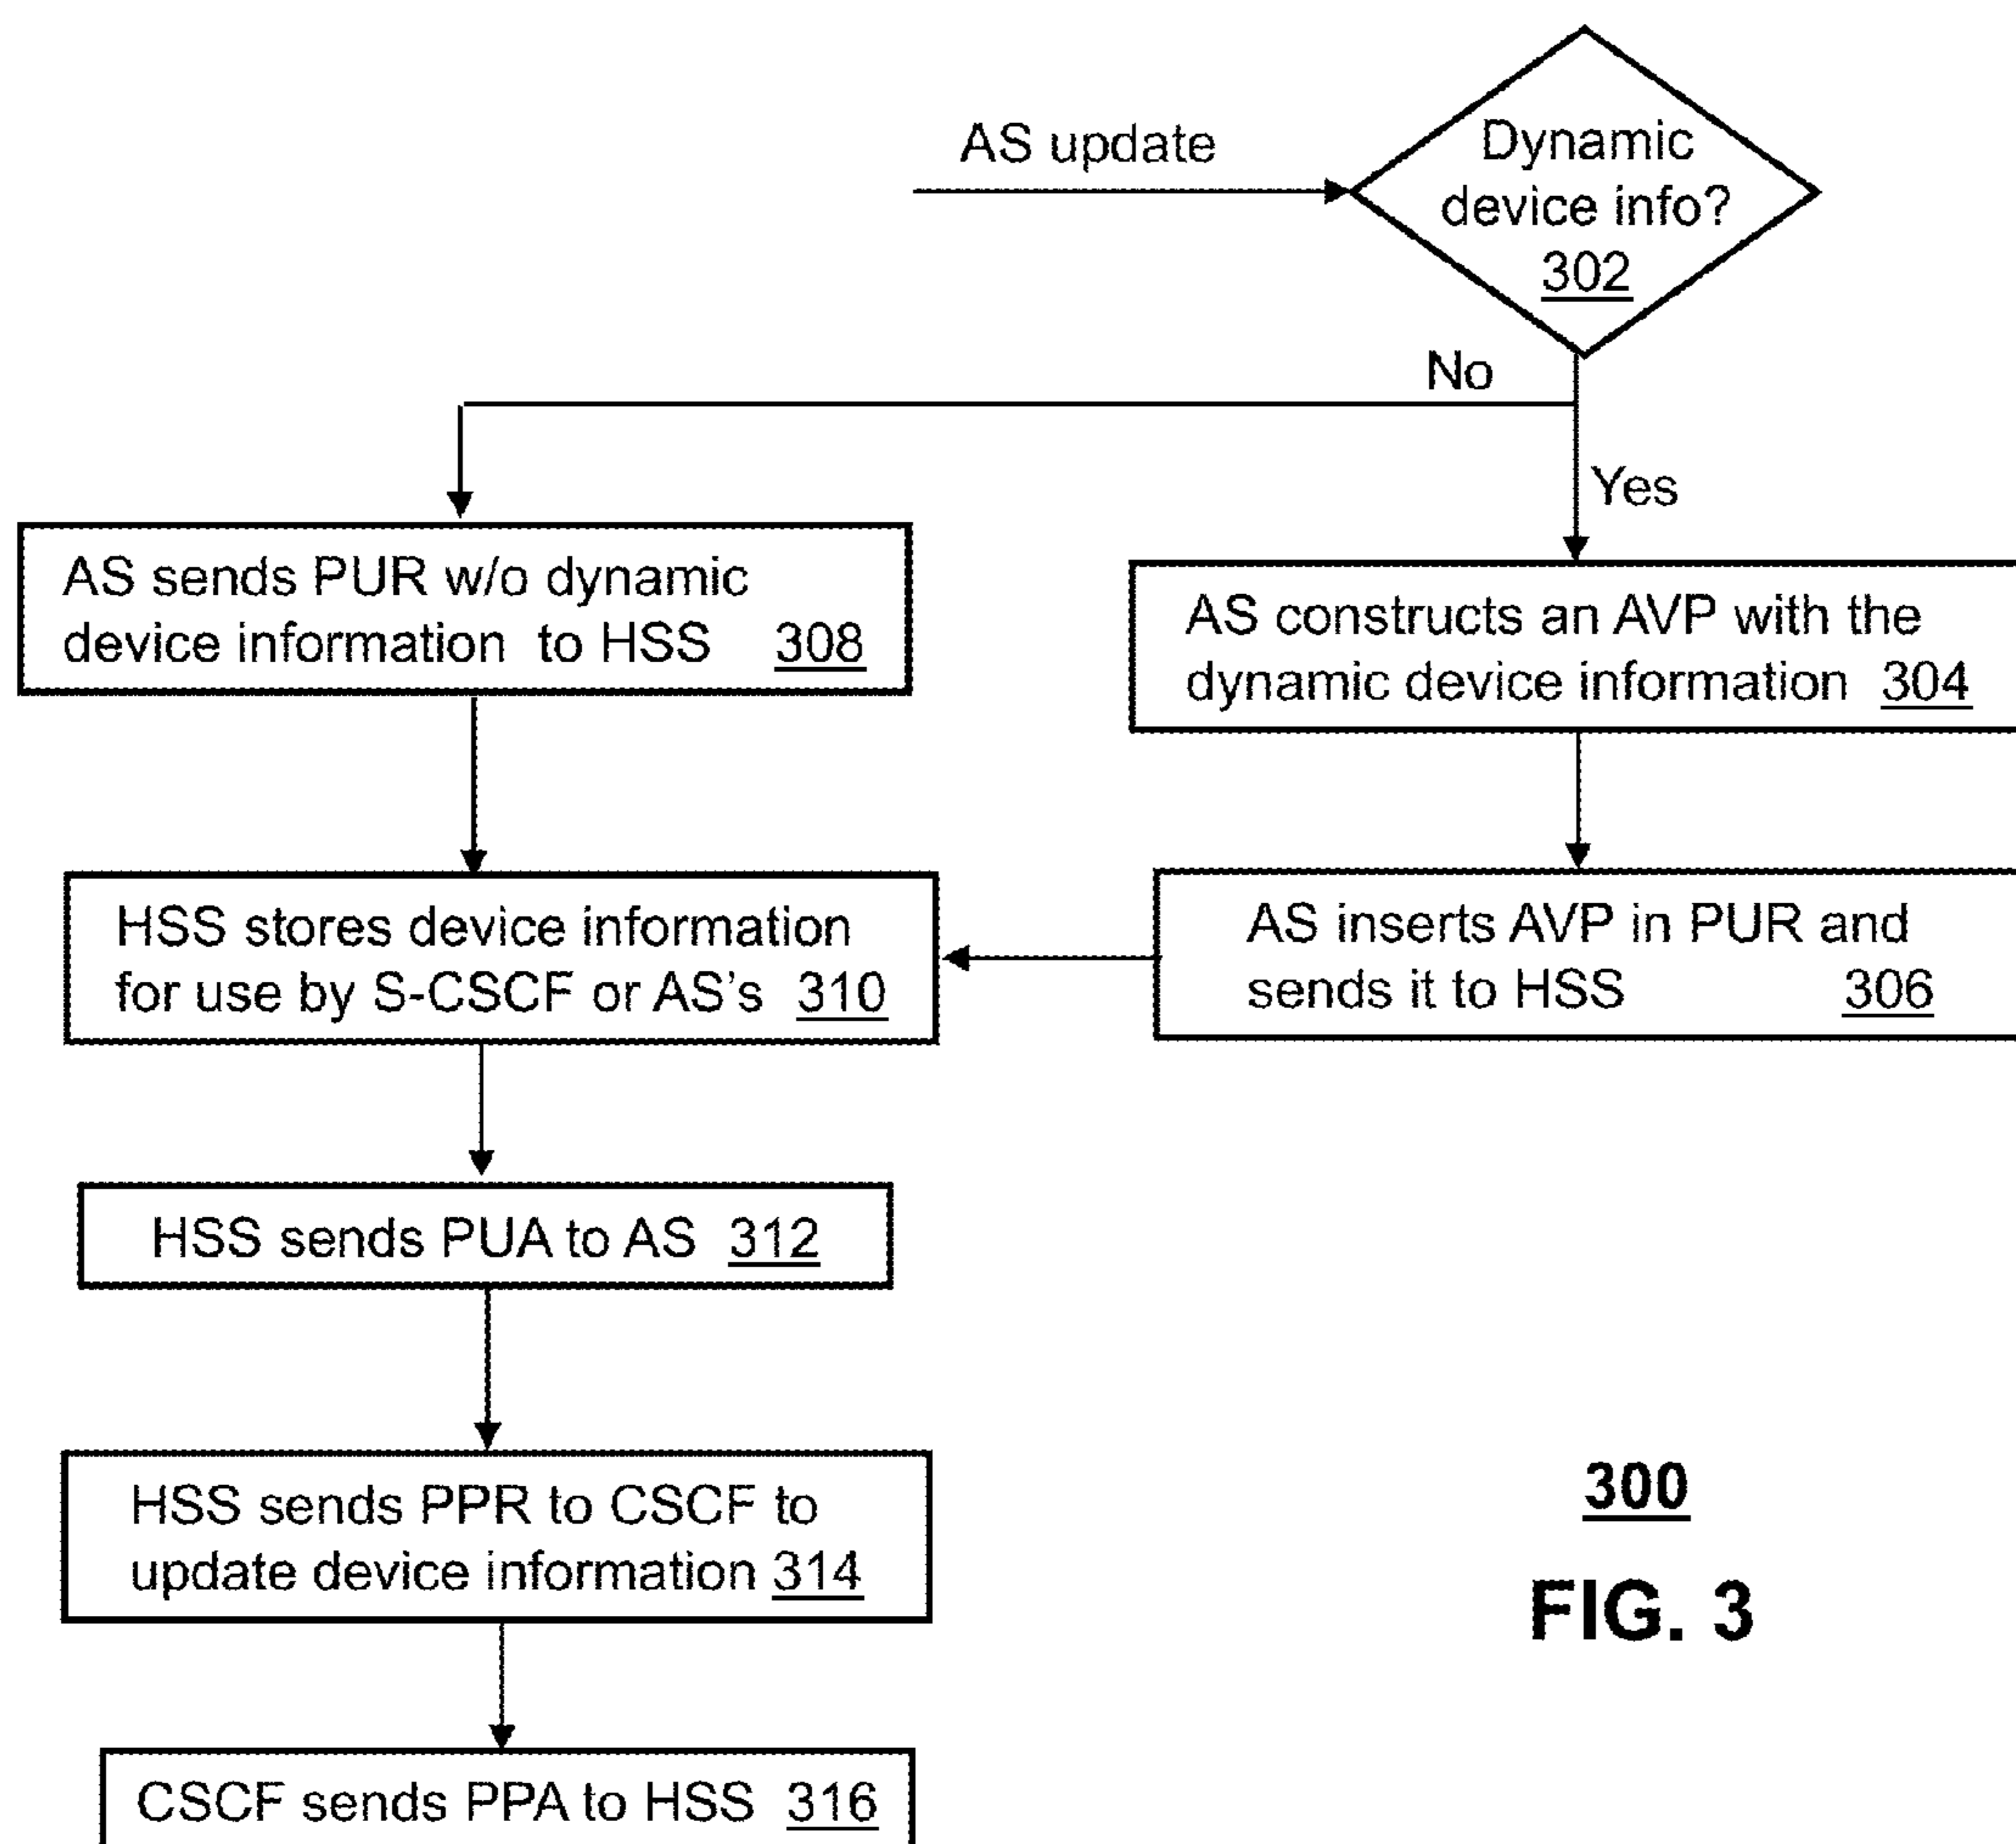 AS update
Dynamic
device info?
302
No
Yes
AS sends PUR w/o dynamic
device information to HSS 308
AS constructs an AVP with the
dynamic device information 304
HSS stores device information
for use by S-CSCF or AS's 310
AS inserts AVP in PUR and
sends it to HSS 306
HSS sends PUA to AS 312
HSS sends PPR to CSCF to
update device information 314
CSCF sends PPA to HSS 316
300
FIG. 3